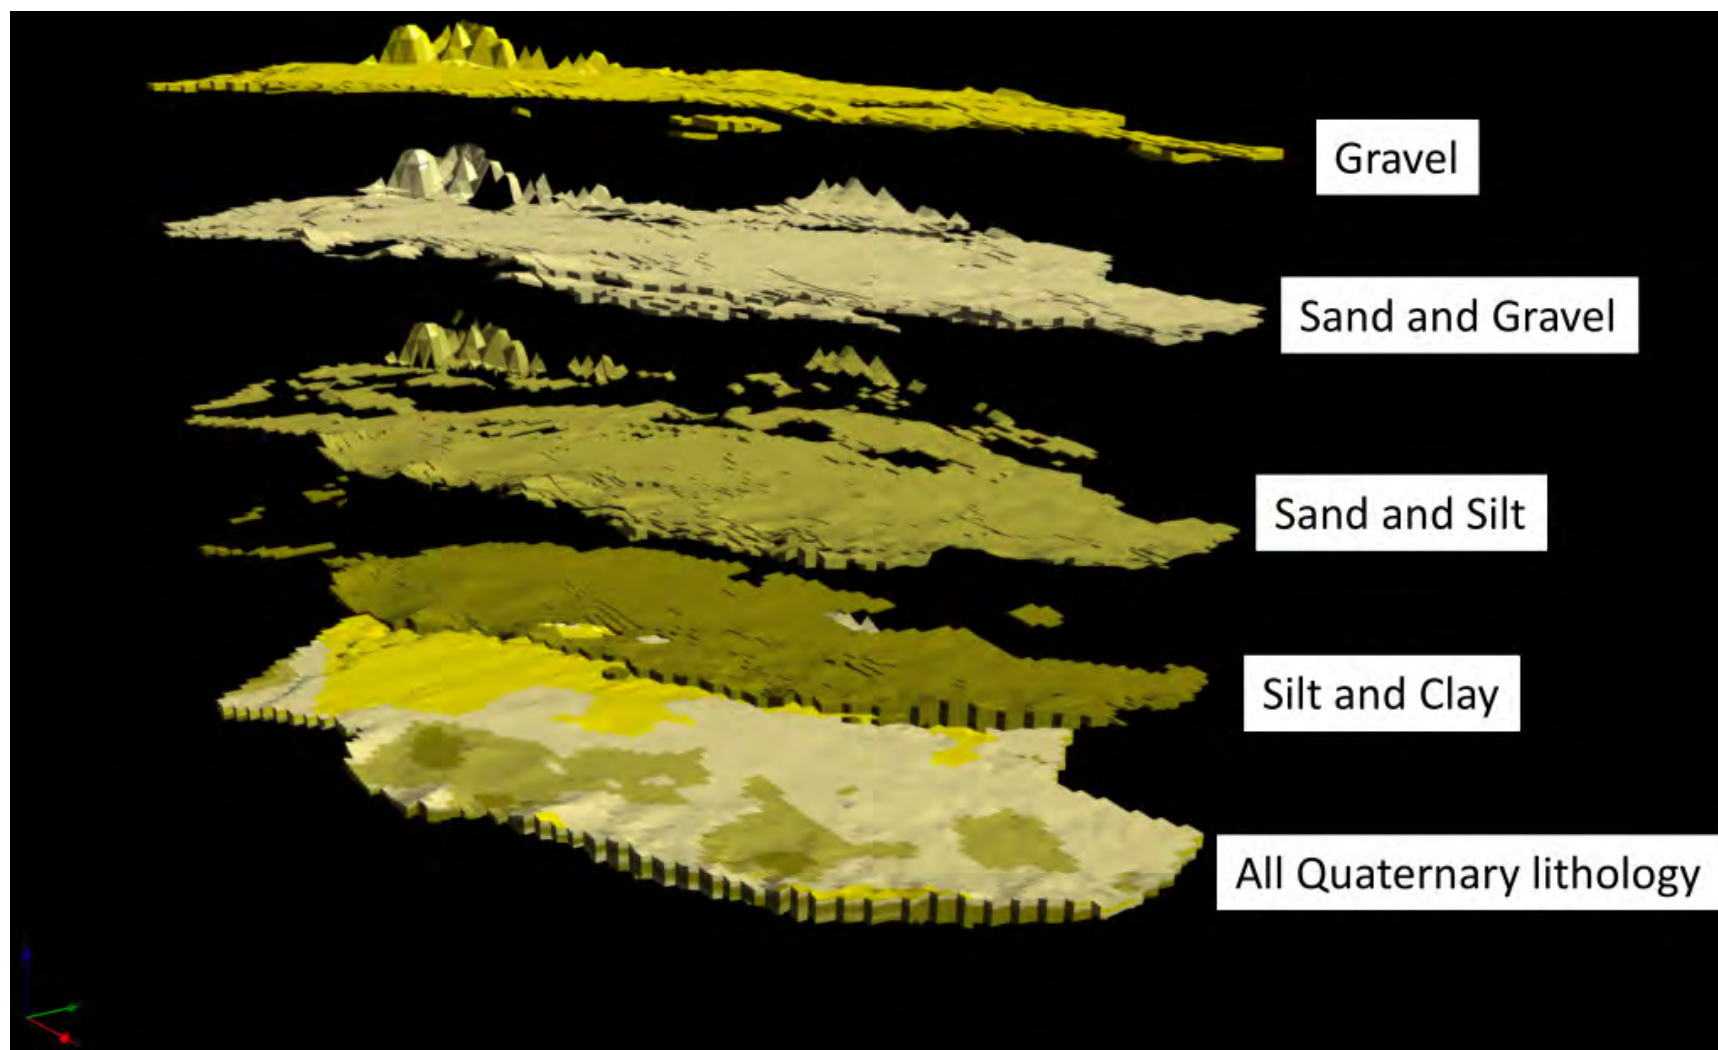 Gravel
Sand and Gravel
Sand and Silt
Silt and Clay
All Quaternary lithology